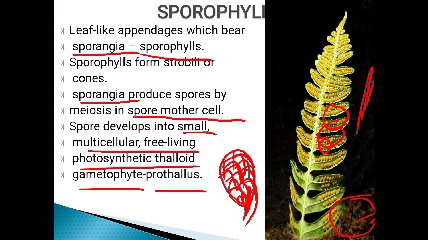 SPOROPHYLL
Leaf-like appendages which bear
sporangia – sporophylls.
Sporophylls form strobili or
cones.
sporangia produce spores by
meiosis in spore mother cell.
Spore develops into small,
multicellular, free-living
photosynthetic thalloid
gametophyte-prothallus.